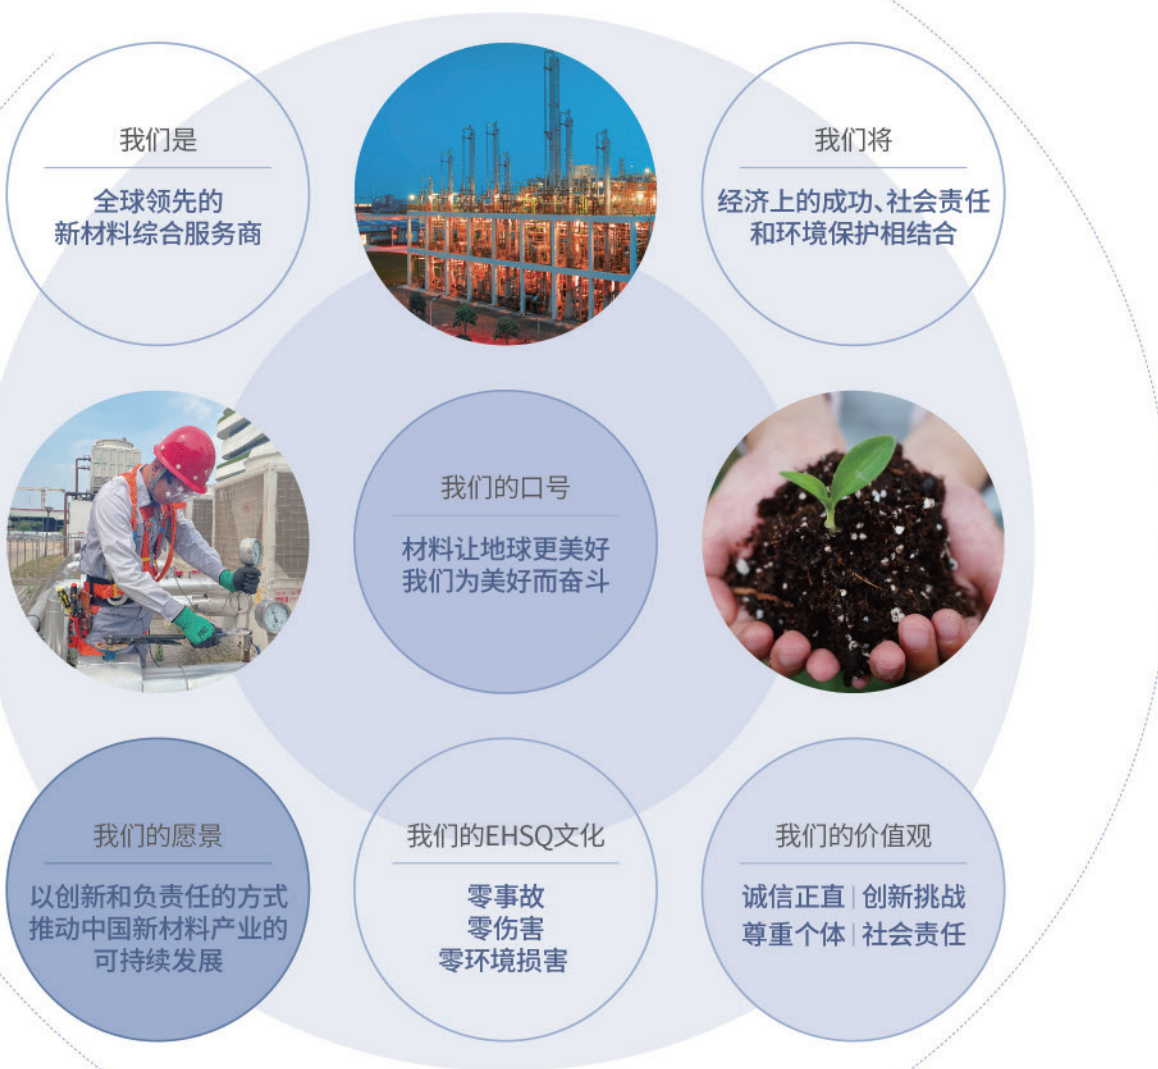 我们是
全球领先的
新材料综合服务商
我们将
经济上的成功、社会责任
和环境保护相结合
我们的口号
材料让地球更美好
我们为美好而奋斗
我们的愿景
以创新和负责任的方式
推动中国新材料产业的
可持续发展
我们的EHSQ文化
零事故
零伤害
零环境损害
我们的价值观
诚信正直 | 创新挑战
尊重个体 | 社会责任